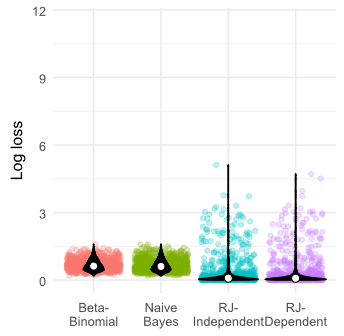 12
9
6
3
0
Log loss
Beta-
Binomial
Naive
Bayes
RJ-
Independent
RJ-
Dependent